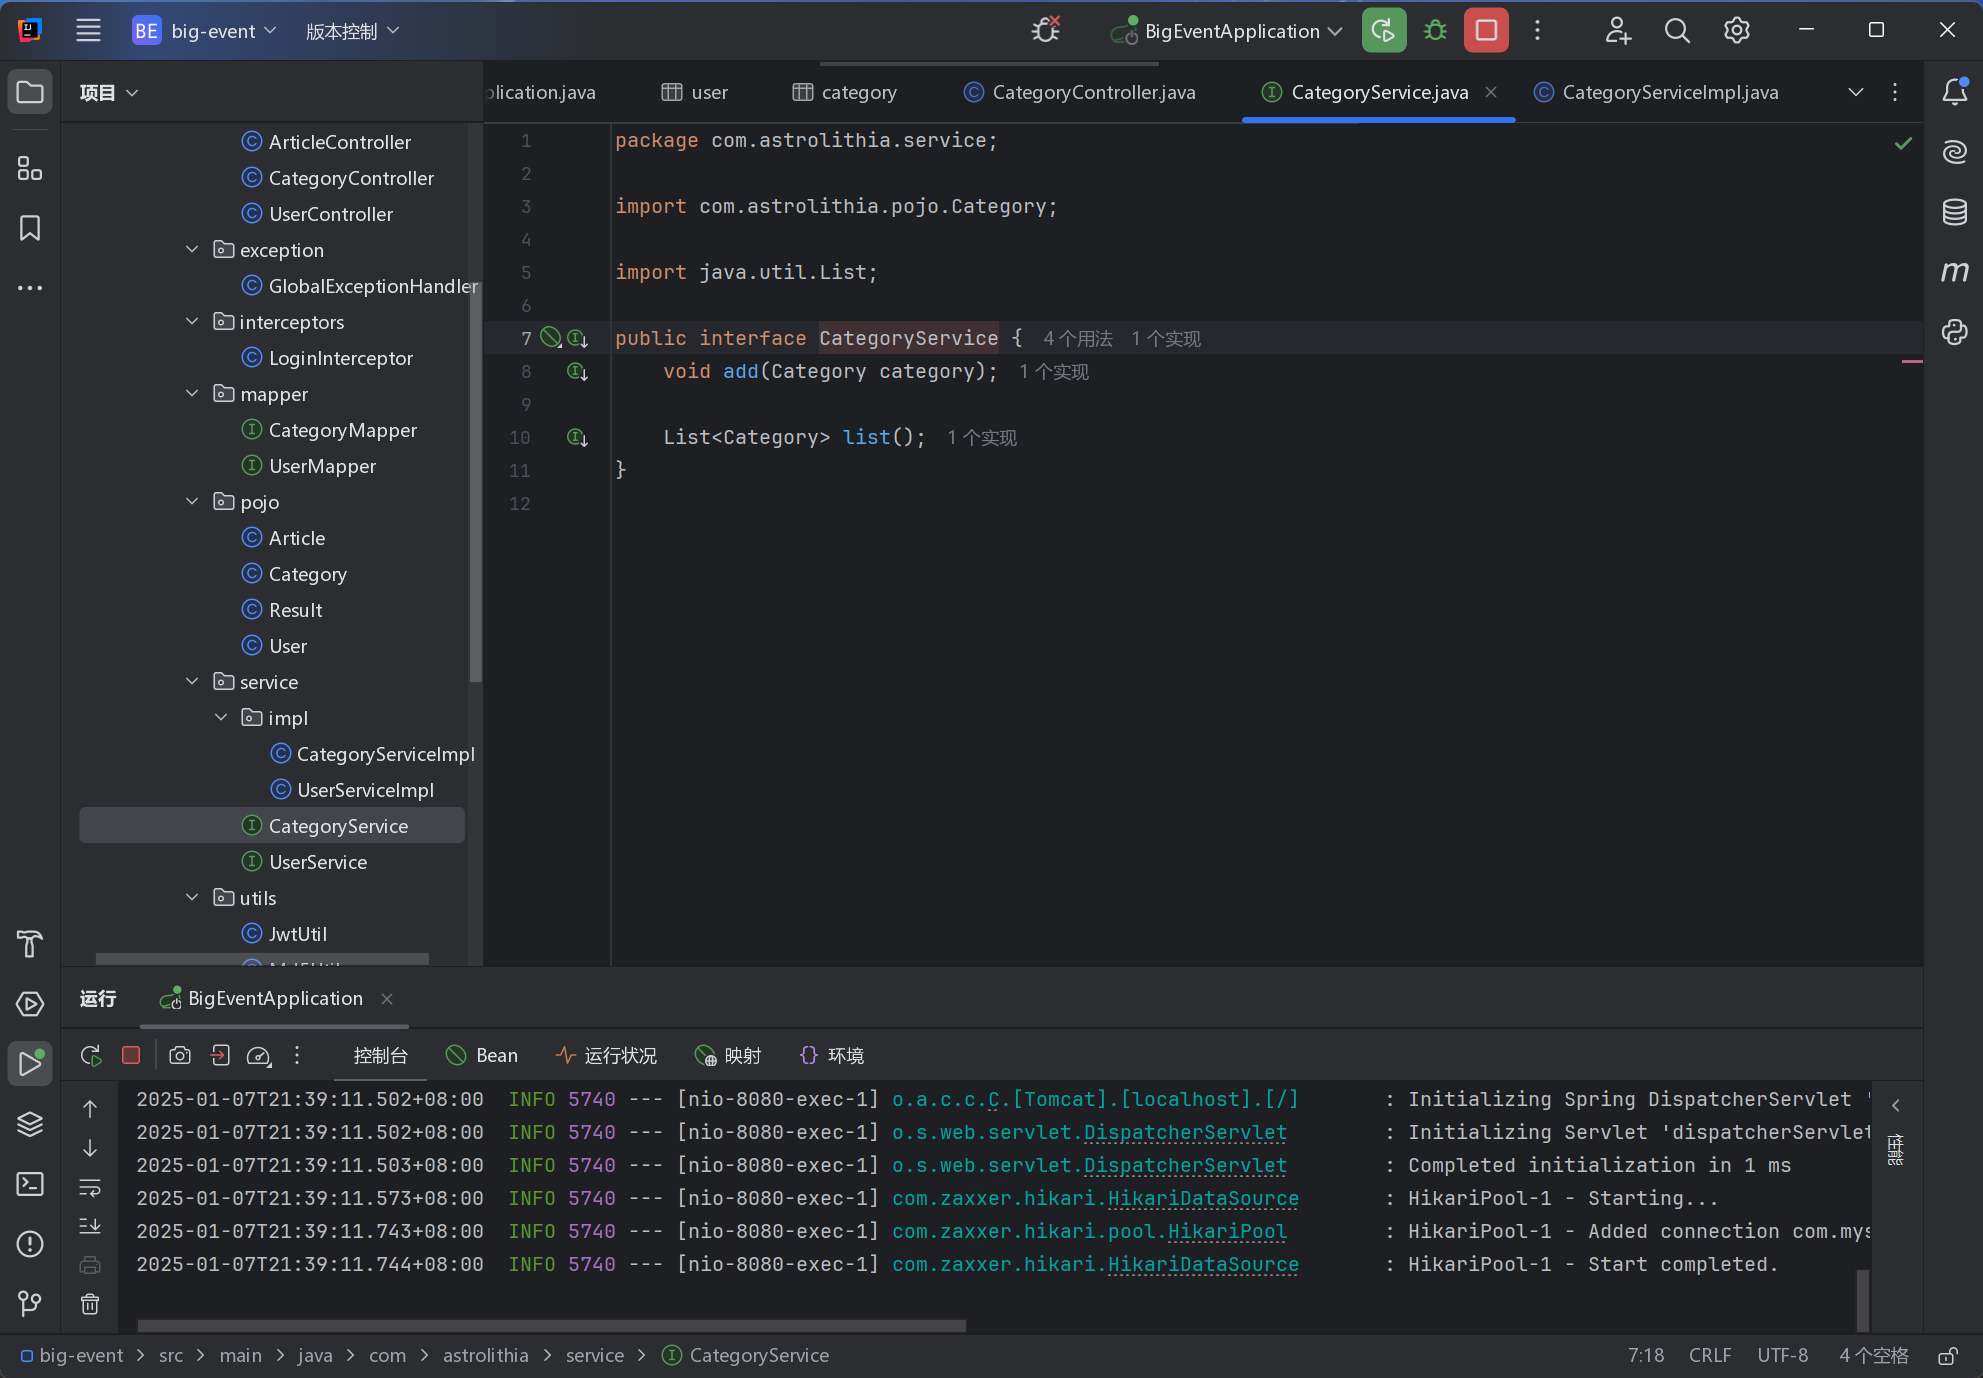 BE big-event 版本控制 BigEventApplication
项目
plication.java user category CategoryController.java CategoryService.java CategoryServiceImpl.java
ArticleController
CategoryController
UserController
exception
GlobalExceptionHandler
interceptors
LoginInterceptor
mapper
CategoryMapper
UserMapper
pojo
Article
Category
Result
User
service
impl
CategoryServiceImpl
UserServiceImpl
CategoryService
UserService
utils
JwtUtil
1 package com.astrolithia.service;
2
3 import com.astrolithia.pojo.Category;
4
5 import java.util.List;
6
7 public interface CategoryService { 4 个用法 1 个实现
8 void add(Category category); 1 个实现
9
10 List<Category> list(); 1 个实现
11 }
12
运行 BigEventApplication
控制台 Bean 运行状况 映射 环境
2025-01-07T21:39:11.502+08:00 INFO 5740 --- [nio-8080-exec-1] o.a.c.c.C.[Tomcat].[localhost].[/] : Initializing Spring DispatcherServlet '
2025-01-07T21:39:11.502+08:00 INFO 5740 --- [nio-8080-exec-1] o.s.web.servlet.DispatcherServlet : Initializing Servlet 'dispatcherServlet
2025-01-07T21:39:11.503+08:00 INFO 5740 --- [nio-8080-exec-1] o.s.web.servlet.DispatcherServlet : Completed initialization in 1 ms
2025-01-07T21:39:11.573+08:00 INFO 5740 --- [nio-8080-exec-1] com.zaxxer.hikari.HikariDataSource : HikariPool-1 - Starting...
2025-01-07T21:39:11.743+08:00 INFO 5740 --- [nio-8080-exec-1] com.zaxxer.hikari.pool.HikariPool : HikariPool-1 - Added connection com.mys
2025-01-07T21:39:11.744+08:00 INFO 5740 --- [nio-8080-exec-1] com.zaxxer.hikari.HikariDataSource : HikariPool-1 - Start completed.
性能
big-event > src > main > java > com > astrolithia > service > CategoryService 7:18 CRLF UTF-8 4 个空格